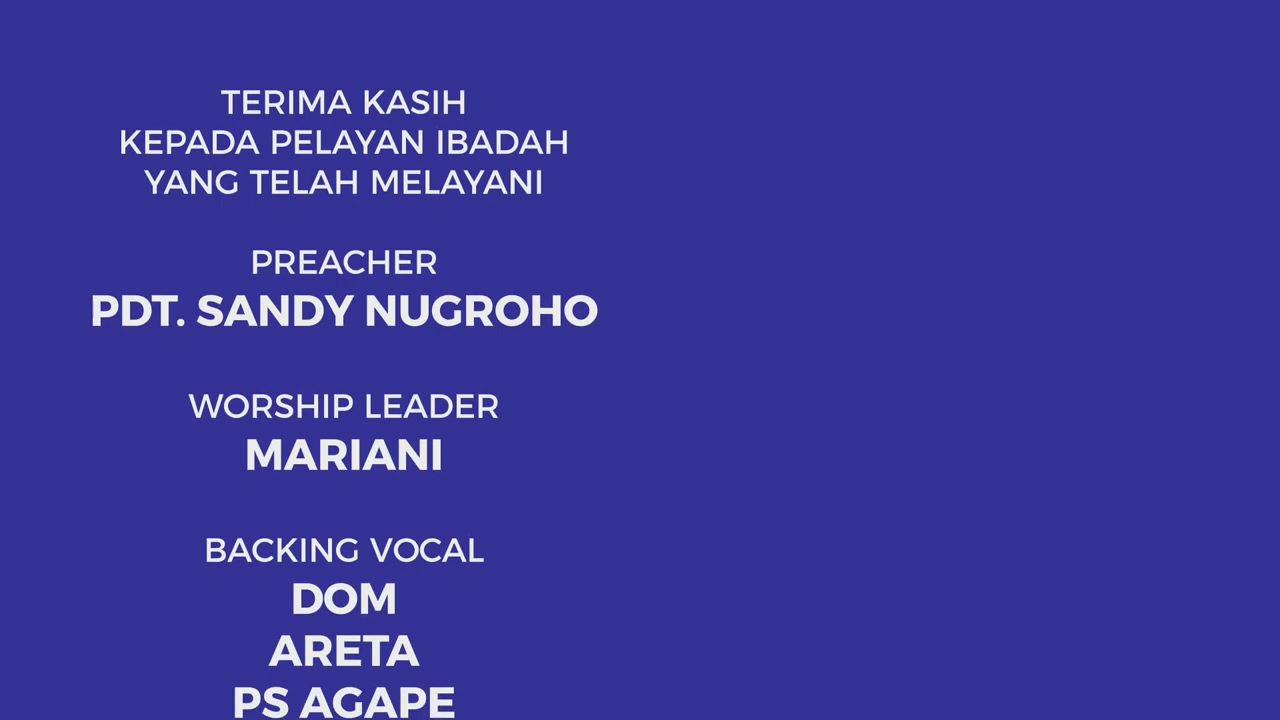 TERIMA KASIH
KEPADA PELAYAN IBADAH
YANG TELAH MELAYANI
PREACHER
PDT. SANDY NUGROHO
WORSHIP LEADER
MARIANI
BACKING VOCAL
DOM
ARETA
PS AGAPE